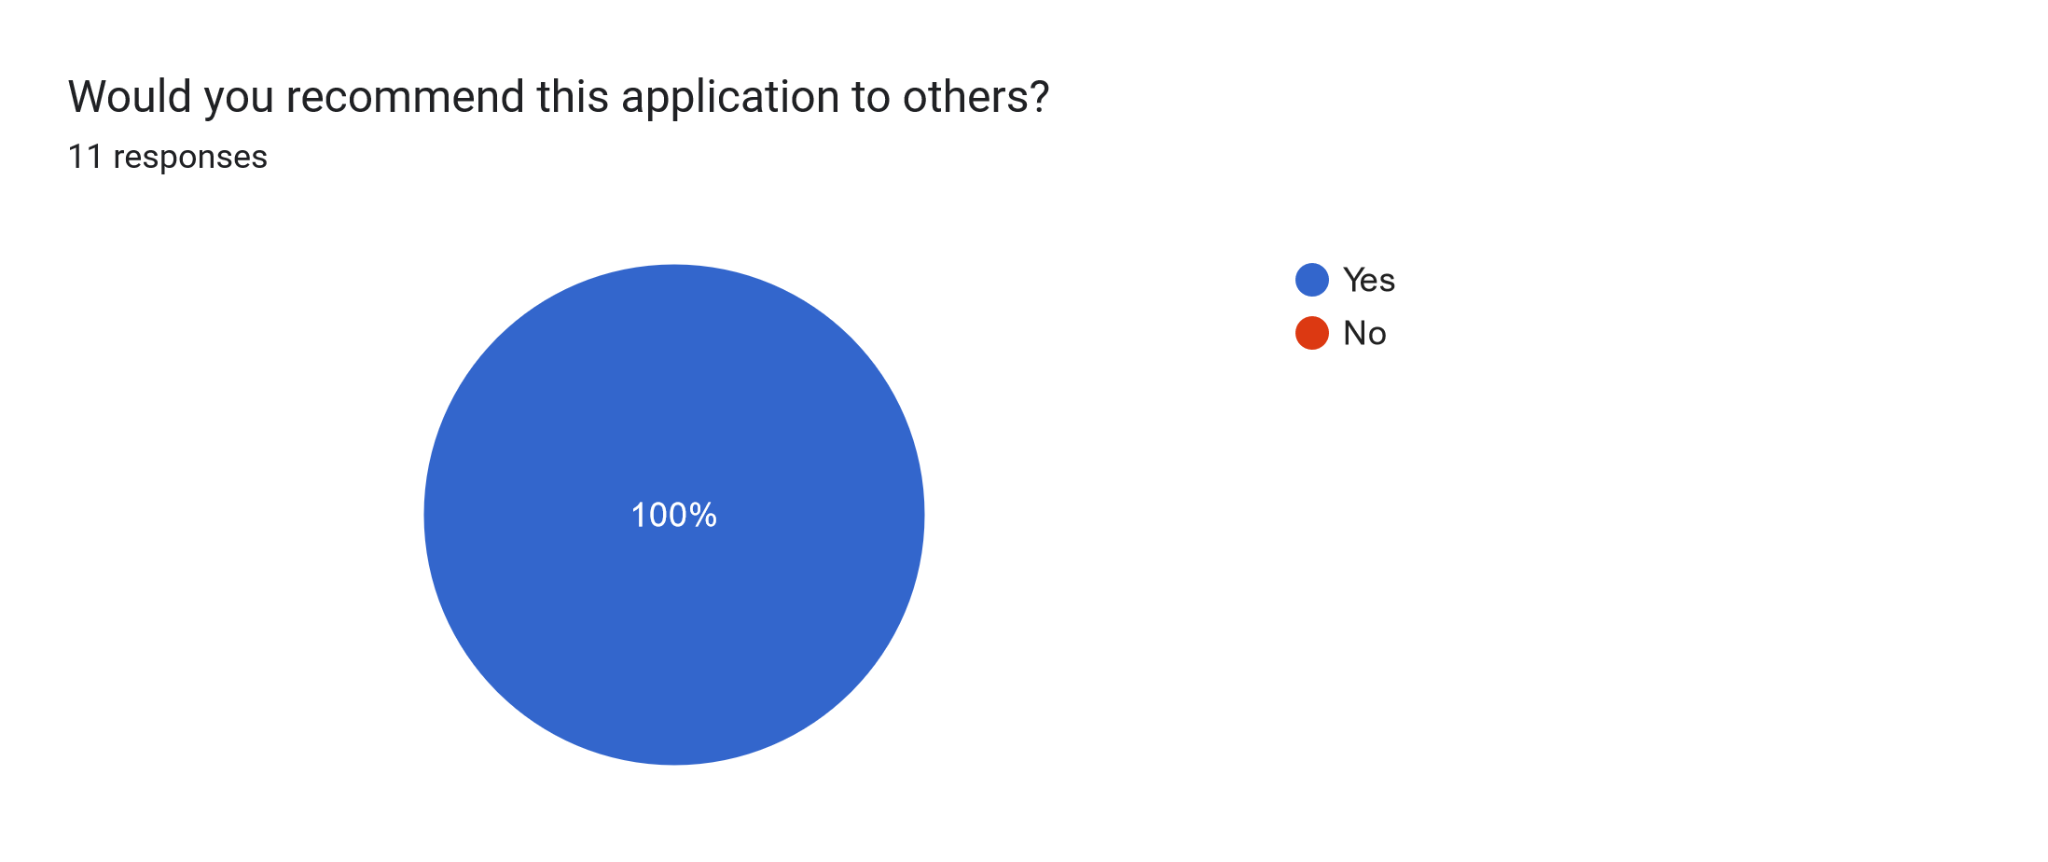 Would you recommend this application to others?
11 responses
Yes
No
100%